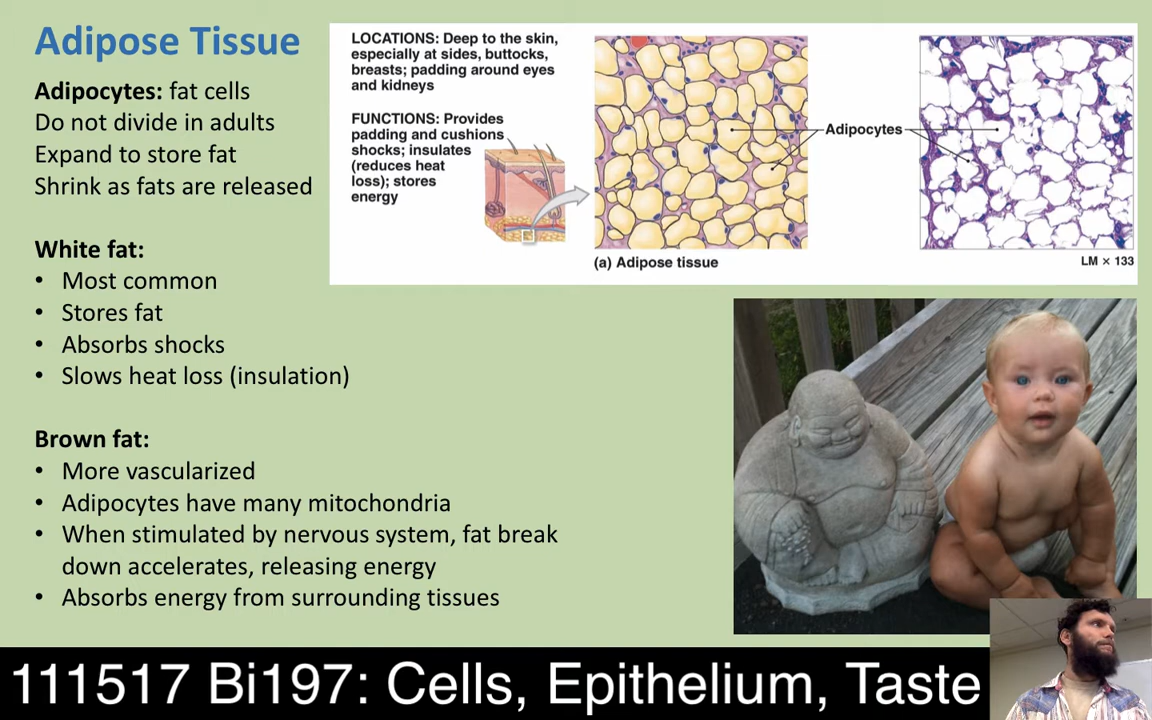 Adipose Tissue
Adipocytes: fat cells
Do not divide in adults
Expand to store fat
Shrink as fats are released
White fat:
• Most common
• Stores fat
• Absorbs shocks
• Slows heat loss (insulation)
Brown fat:
• More vascularized
• Adipocytes have many mitochondria
• When stimulated by nervous system, fat break
down accelerates, releasing energy
• Absorbs energy from surrounding tissues
LOCATIONS: Deep to the skin,
especially at sides, buttocks,
breasts; padding around eyes
and kidneys
FUNCTIONS: Provides
padding and cushions
shocks; insulates
(reduces heat
loss); stores
energy
Adipocytes
(a) Adipose tissue
LM × 133
111517 Bi197: Cells, Epithelium, Taste